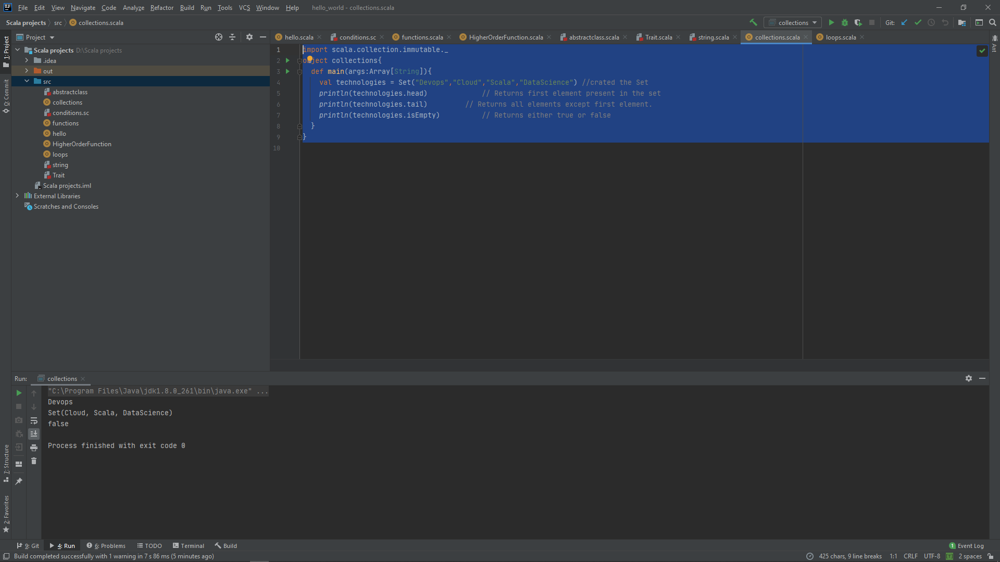 File Edit View Navigate Code Analyze Refactor Build Run Tools VCS Window Help hello_world - collections.scala
Scala projects src collections.scala collections Git:
Project
hello.scala conditions.sc functions.scala HigherOrderFunction.scala abstractclass.scala Trait.scala string.scala collections.scala loops.scala
Scala projects D:\Scala projects
.idea
out
src
abstractclass
collections
conditions.sc
functions
hello
HigherOrderFunction
loops
string
Trait
Scala projects.iml
External Libraries
Scratches and Consoles
1: Project
0: Commit
7: Structure
2: Favorites
Ant
1 import scala.collection.immutable._
2 object collections{
3 def main(args:Array[String]){
4 val technologies = Set("Devops","Cloud","Scala","DataScience") //crated the Set
5 println(technologies.head) // Returns first element present in the set
6 println(technologies.tail) // Returns all elements except first element.
7 println(technologies.isEmpty) // Returns either true or false
8 }
9 }
10
Run: collections
"C:\Program Files\Java\jdk1.8.0_261\bin\java.exe" ...
Devops
Set(Cloud, Scala, DataScience)
false
Process finished with exit code 0
9: Git 4: Run 6: Problems TODO Terminal Build 1 Event Log
Build completed successfully with 1 warning in 7 s 86 ms (5 minutes ago) 425 chars, 9 line breaks 1:1 CRLF UTF-8 [T] 2 spaces